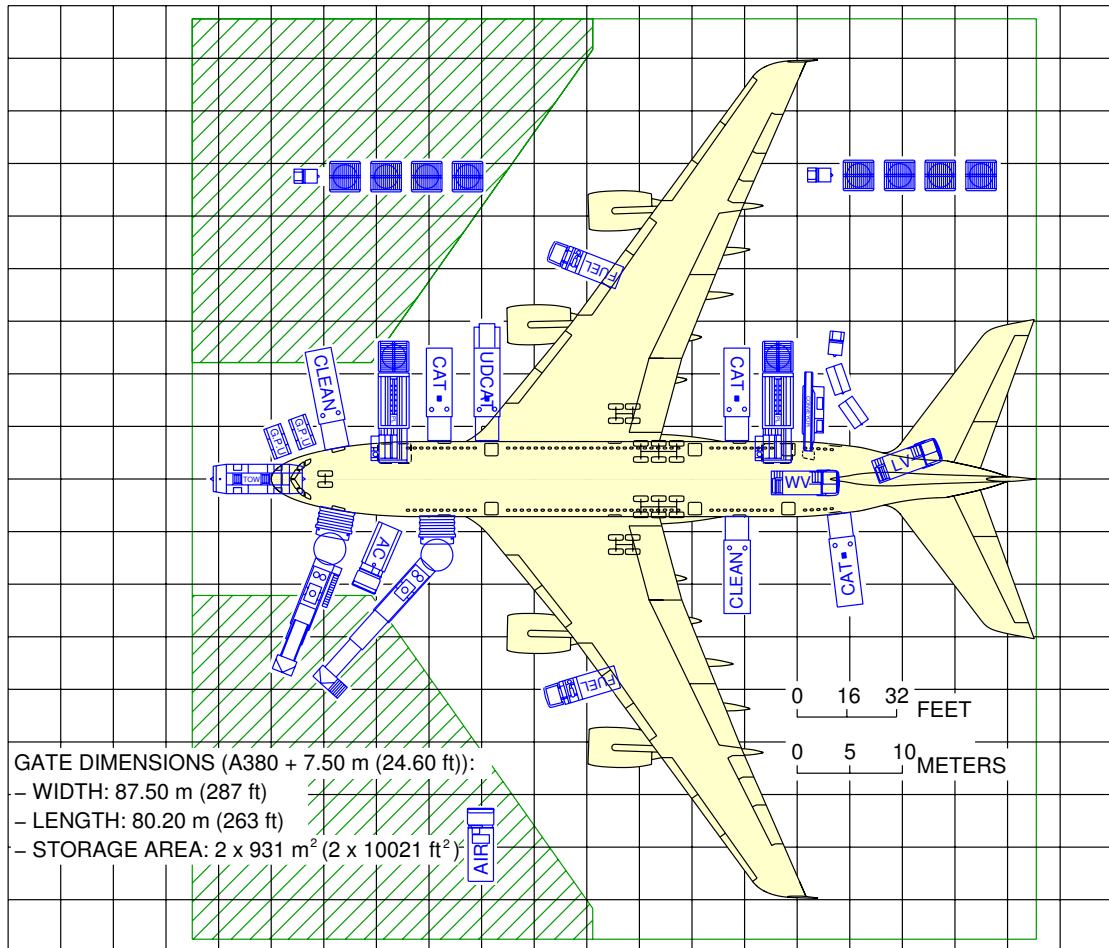 FUEL
CLEAN
CAT
UDCAT
CAT
CONVEYOR
GPU
GPU
TOW
WV
LV
AC
CLEAN
CAT
FUEL
0 16 32
FEET
0 5 10
METERS
GATE DIMENSIONS (A380 + 7.50 m (24.60 ft)):
– WIDTH: 87.50 m (287 ft)
– LENGTH: 80.20 m (263 ft)
– STORAGE AREA: 2 x 931 m² (2 x 10021 ft²)
AIR